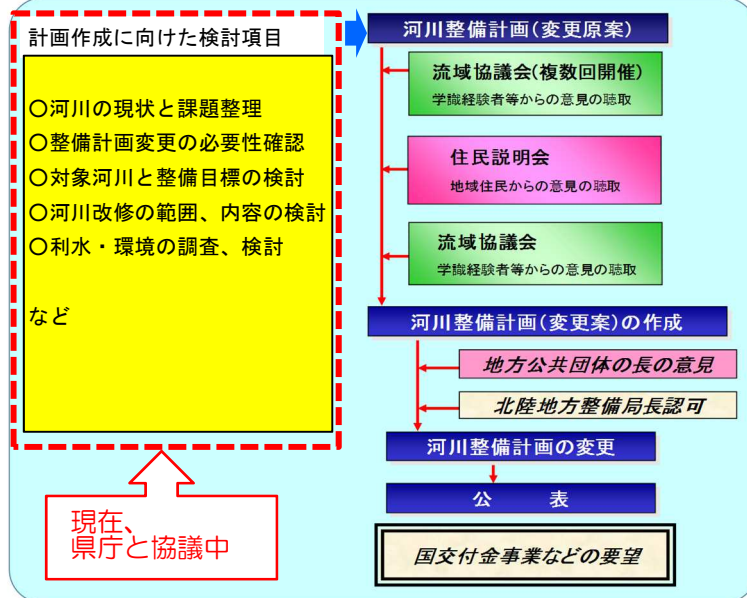 計画作成に向けた検討項目
〇河川の現状と課題整理
〇整備計画変更の必要性確認
〇対象河川と整備目標の検討
〇河川改修の範囲、内容の検討
〇利水・環境の調査、検討
など
現在、
県庁と協議中
河川整備計画(変更原案)
流域協議会(複数回開催)
学識経験者等からの意見の聴取
住民説明会
地域住民からの意見の聴取
流域協議会
学識経験者等からの意見の聴取
河川整備計画(変更案)の作成
地方公共団体の長の意見
北陸地方整備局長認可
河川整備計画の変更
公　　表
国交付金事業などの要望